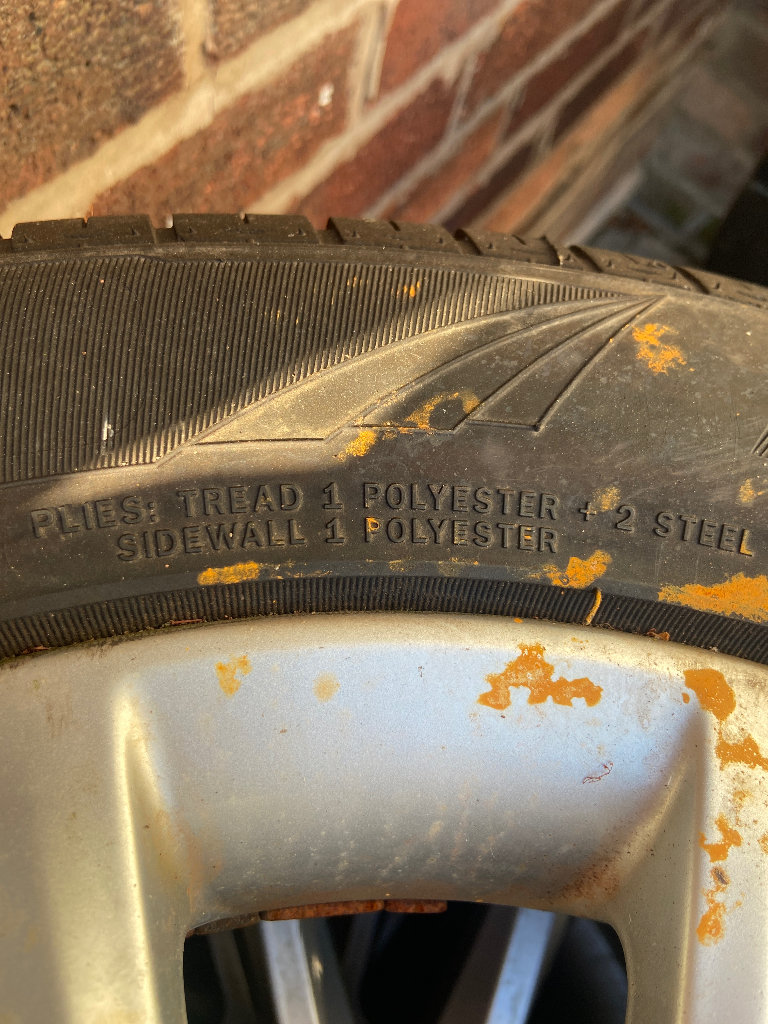 PLIES: TREAD 1 POLYESTER + 2 STEEL
SIDEWALL 1 POLYESTER